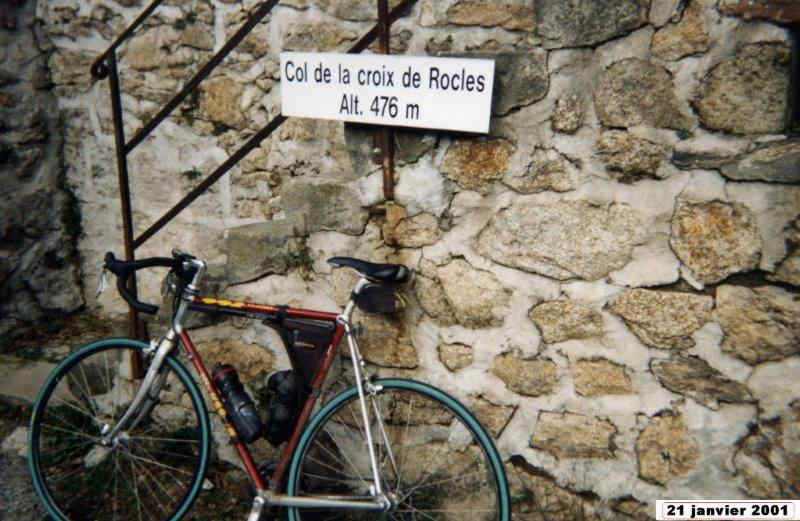 Col de la croix de Rocles
Alt. 476 m
21 janvier 2001